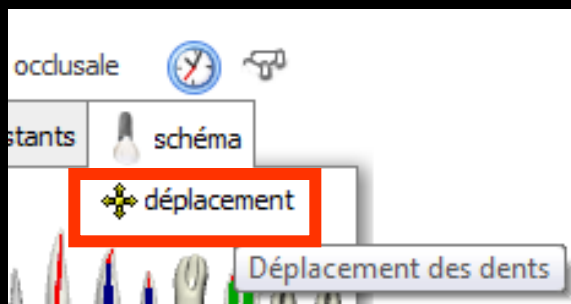 occlusale
stants schéma
déplacement
Déplacement des dents